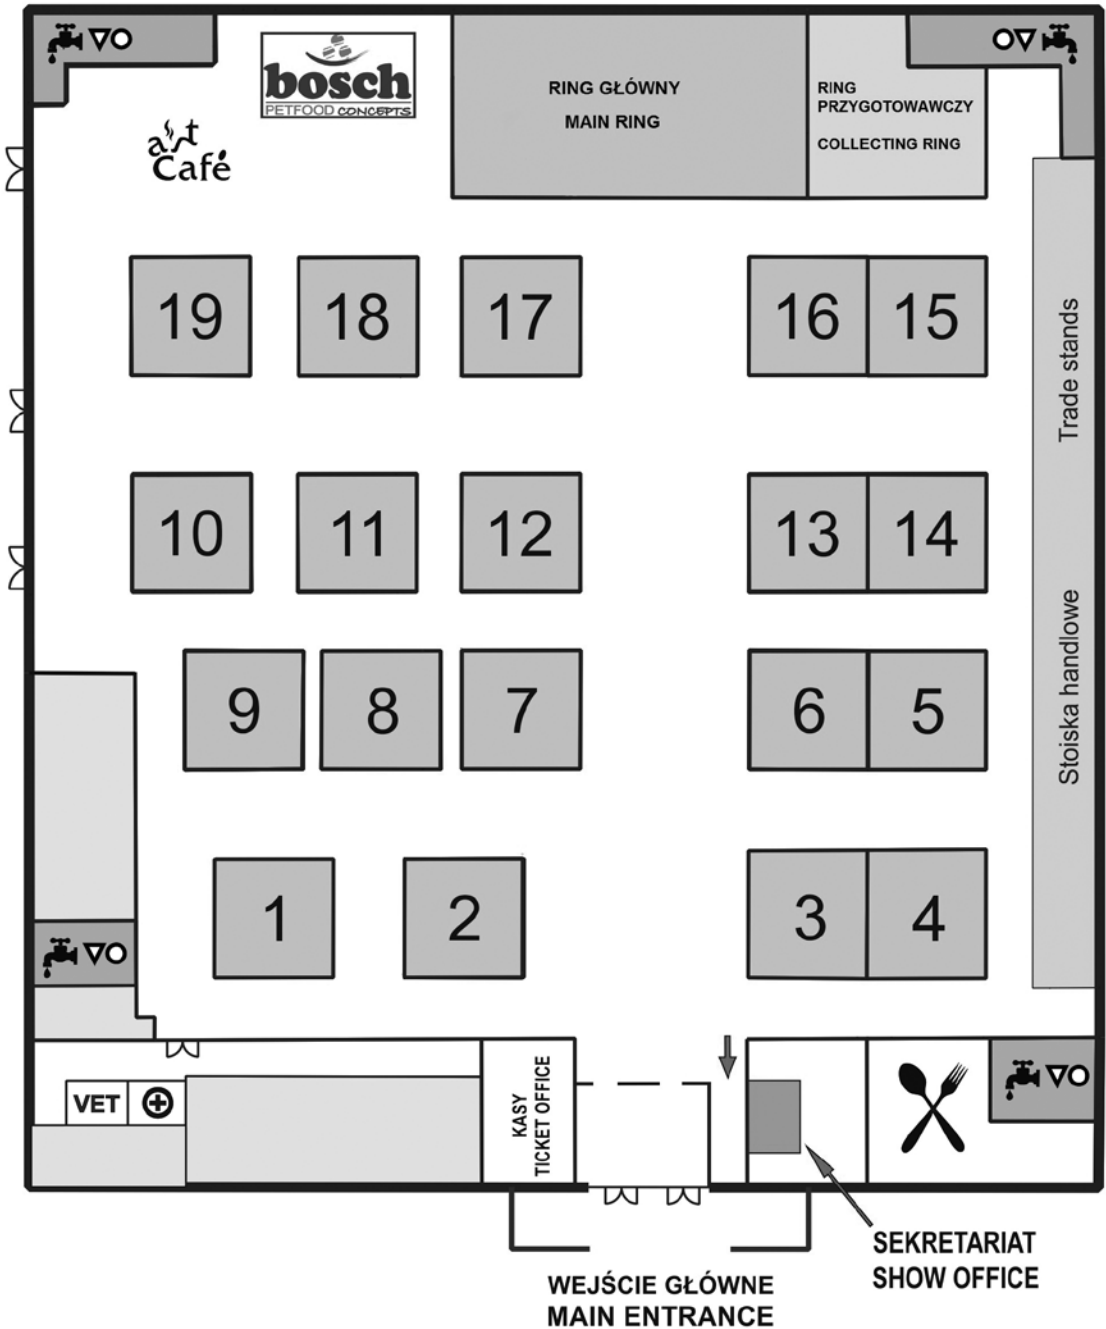 bosch
PETFOOD CONCEPTS
art
Café
RING GŁÓWNY
MAIN RING
RING
PRZYGOTOWAWCZY
COLLECTING RING
19
18
17
16
15
Trade stands
10
11
12
13
14
9
8
7
6
5
Stoiska handlowe
1
2
3
4
VET
KASY
TICKET OFFICE
SEKRETARIAT
SHOW OFFICE
WEJŚCIE GŁÓWNE
MAIN ENTRANCE